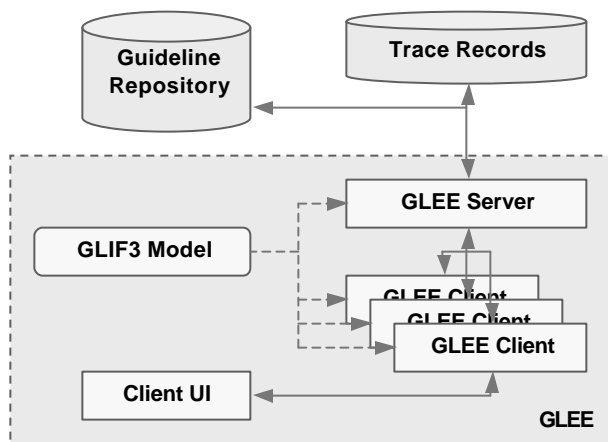 Guideline
Repository
Trace Records
GLEE Server
GLIF3 Model
GLEE Client
GLEE Client
GLEE Client
Client UI
GLEE